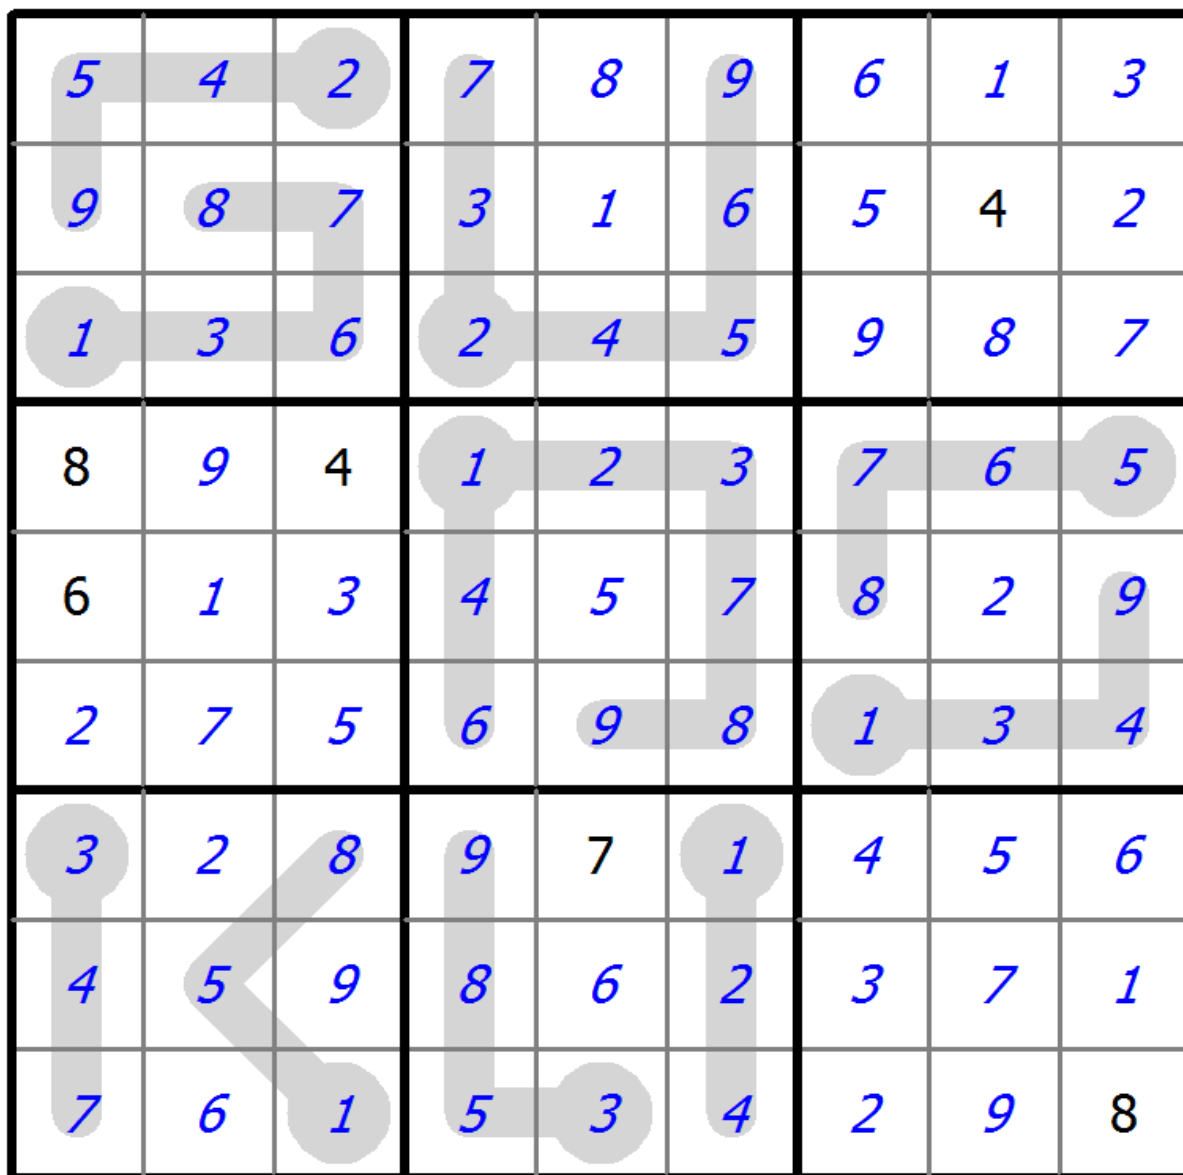 5 4 2 7 8 9 6 1 3
9 8 7 3 1 6 5 4 2
1 3 6 2 4 5 9 8 7
8 9 4 1 2 3 7 6 5
6 1 3 4 5 7 8 2 9
2 7 5 6 9 8 1 3 4
3 2 8 9 7 1 4 5 6
4 5 9 8 6 2 3 7 1
7 6 1 5 3 4 2 9 8